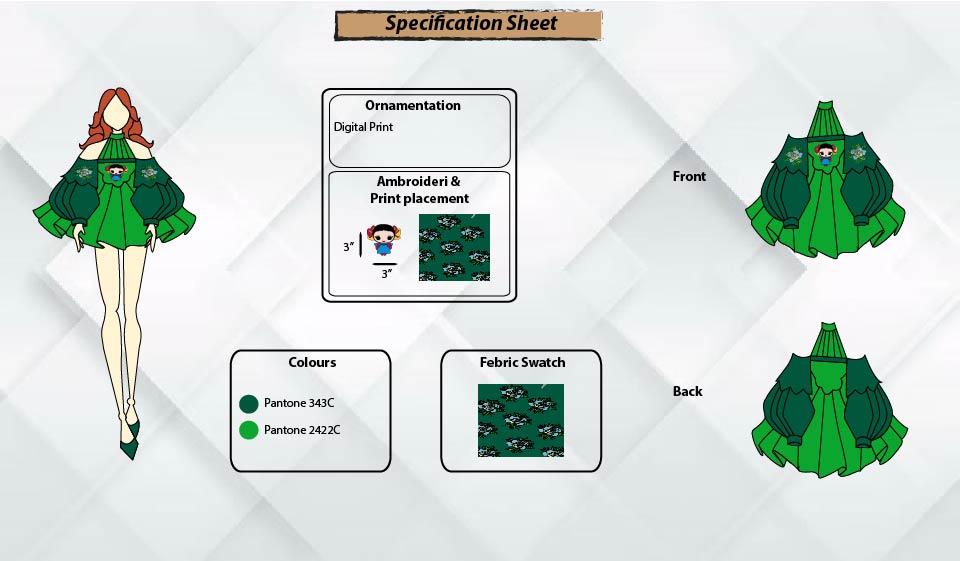 Specification Sheet
Ornamentation
Digital Print
Ambroideri &
Print placement
3"
3"
Colours
Pantone 343C
Pantone 2422C
Febric Swatch
Front
Back